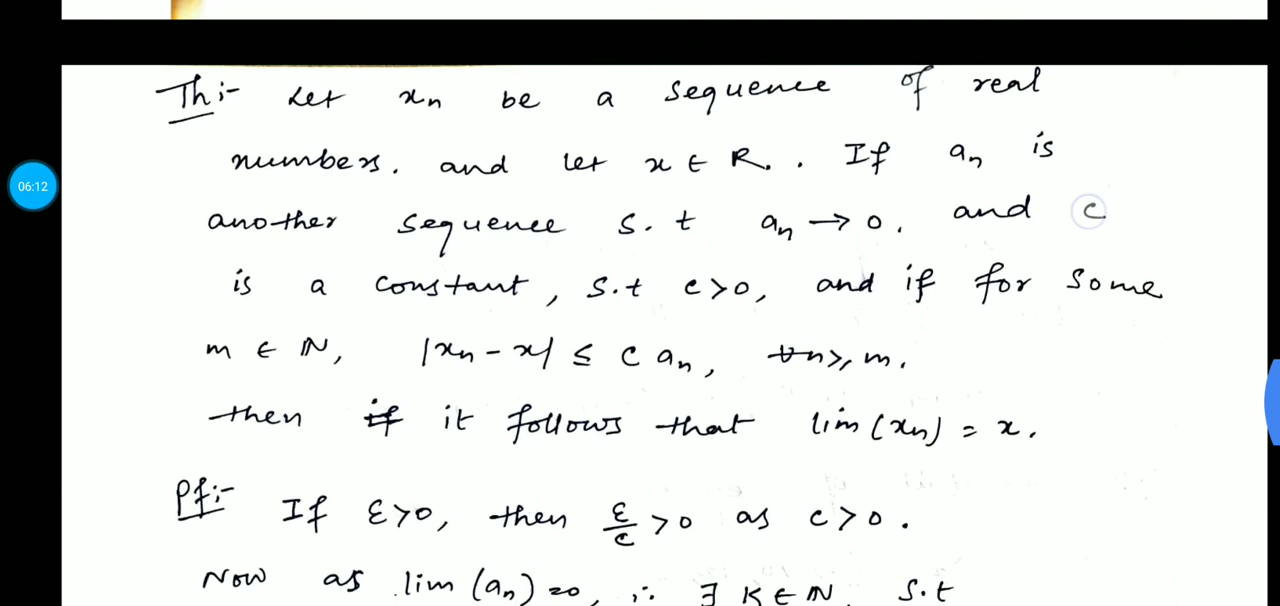 Th:- Let xn be a sequence of real
numbers. and let x ∈ R. . If an is
another sequence s.t an → 0. and c
06:12
is a constant, s.t c>0, and if for some
m ∈ N, |xn - x| ≤ c an, ∀n≥m.
then if it follows that lim(xn) = x.
Pf:- If ε>0, then ε/c >0 as c>0.
Now as lim(an)=0, ∴ ∃ K∈N, s.t